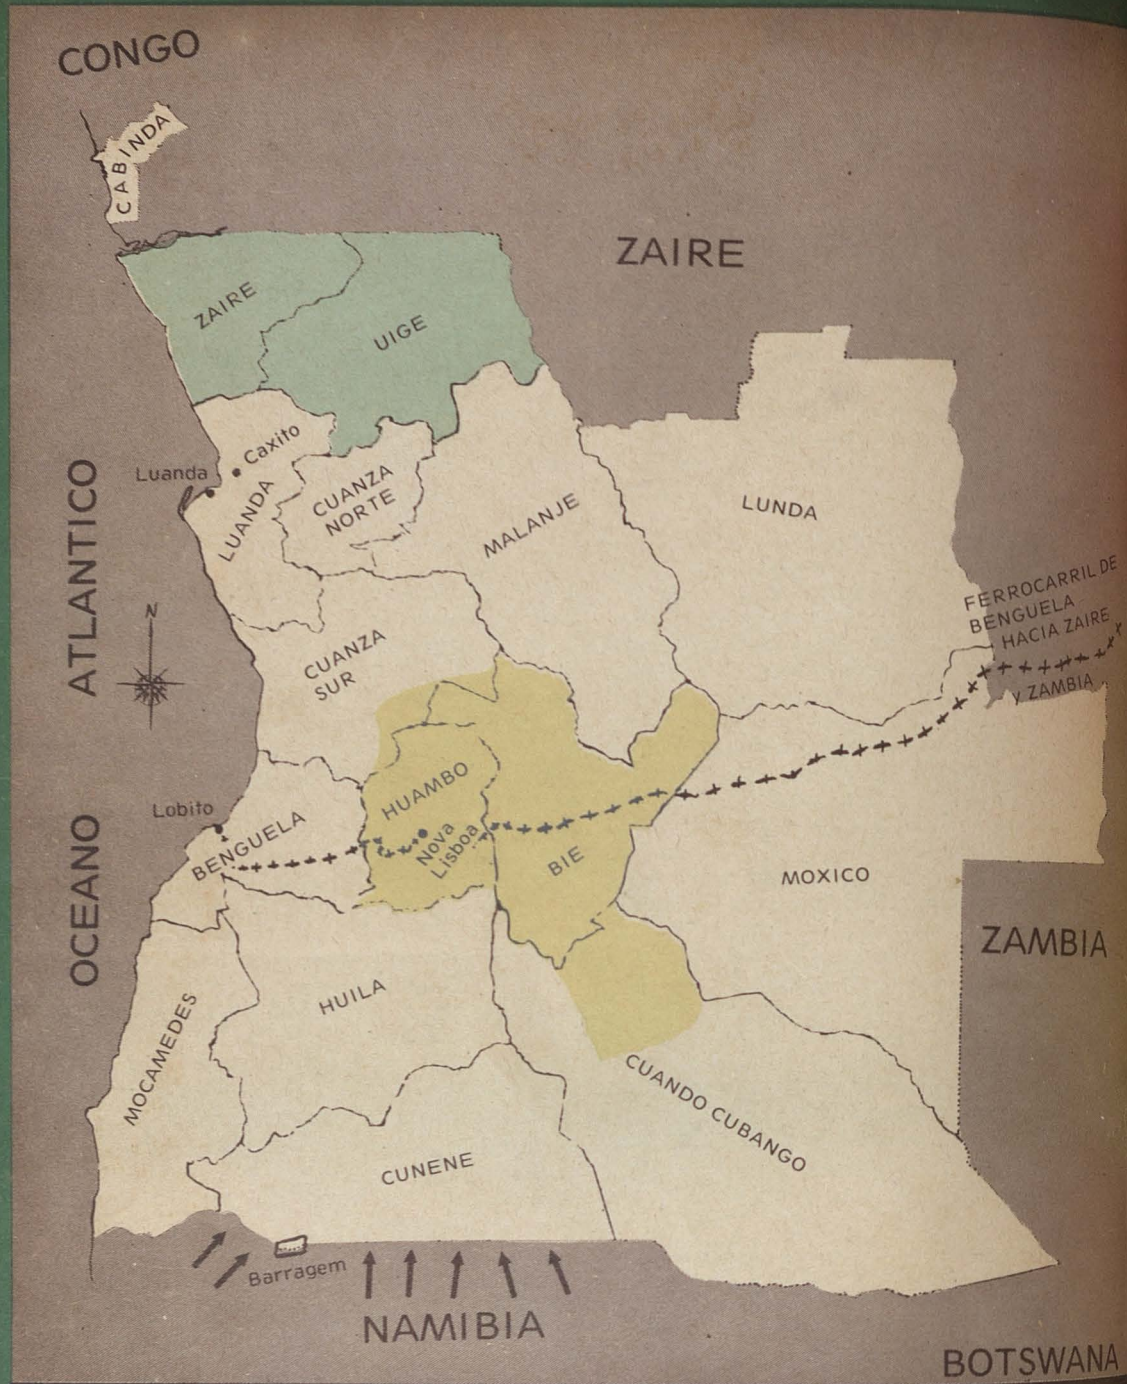 CONGO
CABINDA
ZAIRE
ZAIRE
UIGE
Caxito
Luanda
LUANDA
CUANZA
NORTE
MALANJE
LUNDA
ATLANTICO
N
FERROCARRIL DE
BENGUELA
HACIA ZAIRE
y ZAMBIA
CUANZA
SUR
HUAMBO
Lobito
BENGUELA
Nova
Lisboa
BIE
MOXICO
OCEANO
ZAMBIA
HUILA
MOCAMEDES
CUANDO CUBANGO
CUNENE
Barragem
NAMIBIA
BOTSWANA